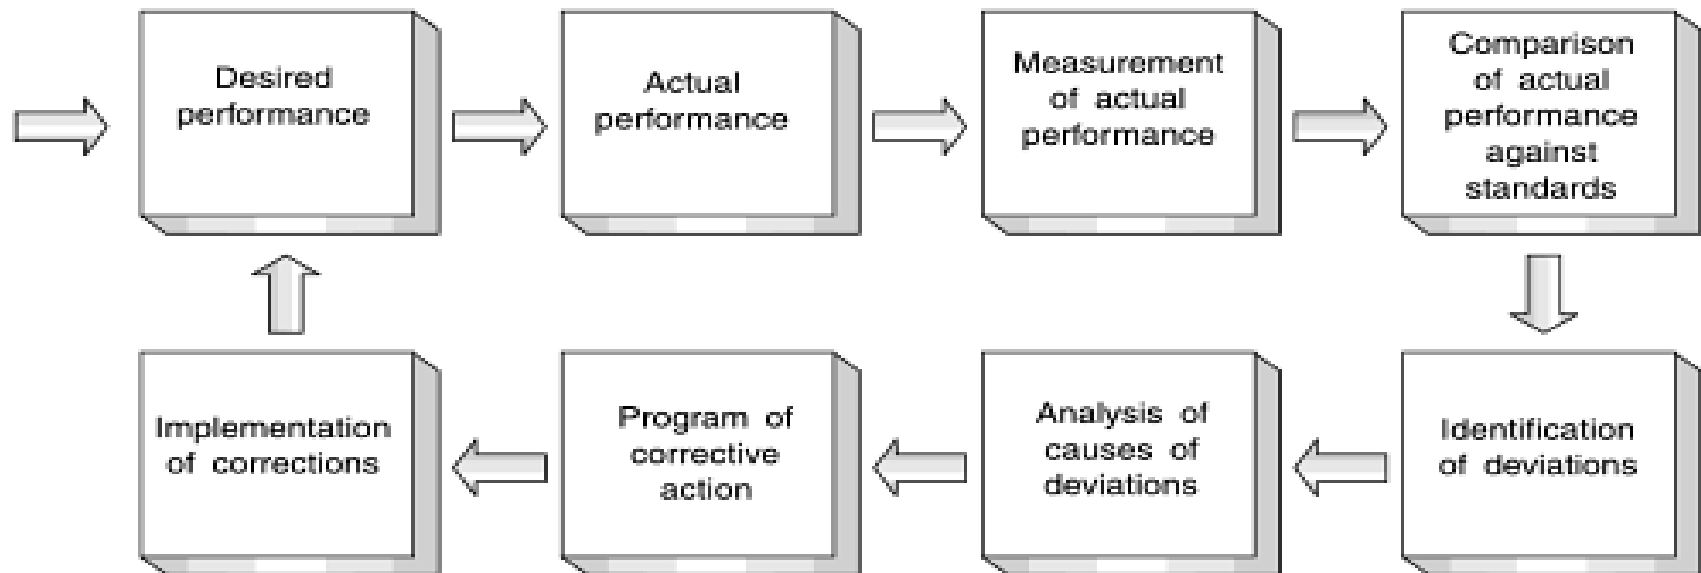 Desired
performance
Actual
performance
Measurement
of actual
performance
Comparison
of actual
performance
against
standards
Implementation
of corrections
Program of
corrective
action
Analysis of
causes of
deviations
Identification
of deviations